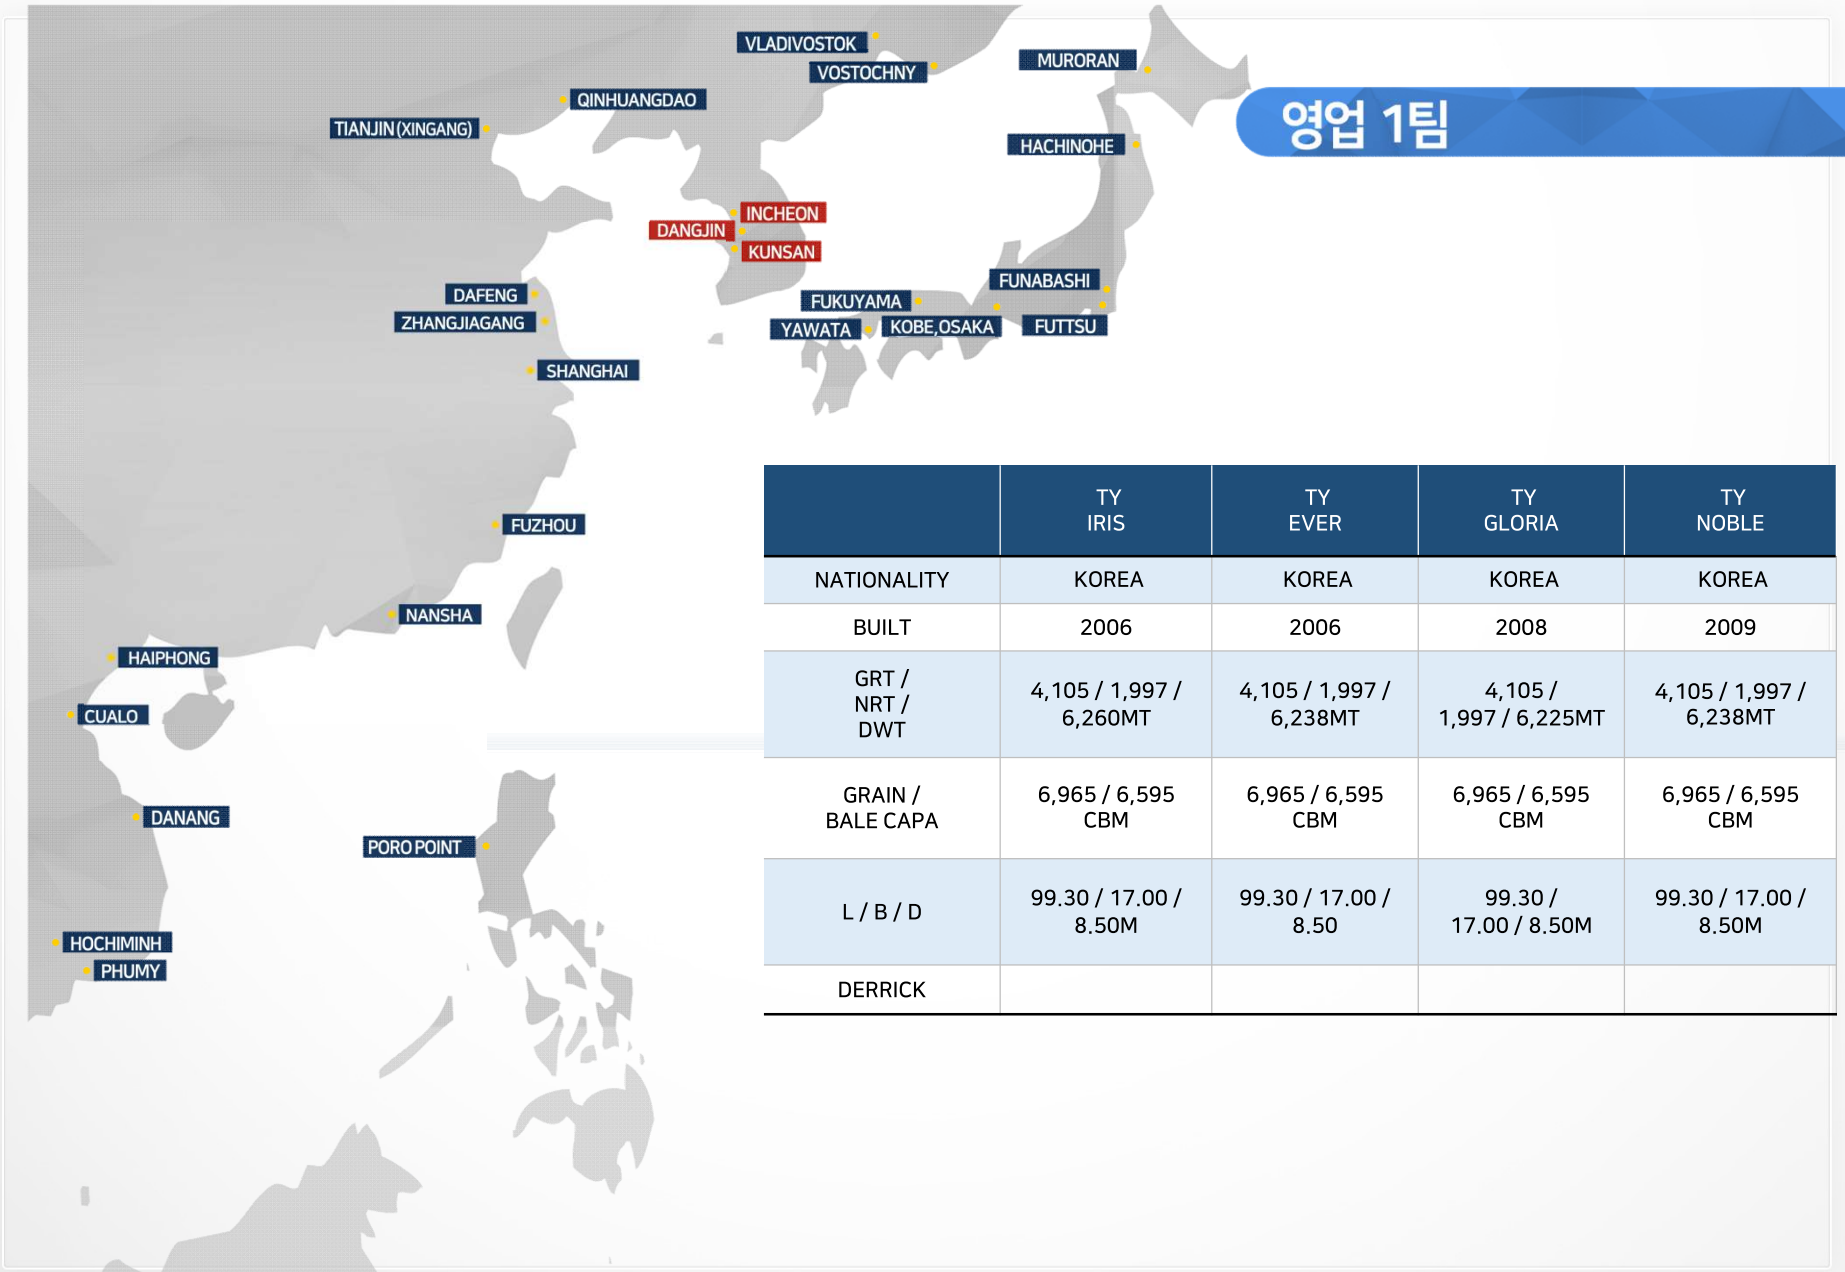 VLADIVOSTOK
MURORAN
VOSTOCHNY
QINHUANGDAO
영업 1팀
TIANJIN(XINGANG)
HACHINOHE
INCHEON
DANGJIN
KUNSAN
FUNABASHI
DAFENG
FUKUYAMA
ZHANGJIAGANG
YAWATA
KOBE,OSAKA
FUTTSU
SHANGHAI
FUZHOU
NANSHA
HAIPHONG
CUALO
DANANG
PORO POINT
HOCHIMINH
PHUMY
TY
IRIS
TY
EVER
TY
GLORIA
TY
NOBLE
NATIONALITY
KOREA
KOREA
KOREA
KOREA
BUILT
2006
2006
2008
2009
GRT /
NRT /
DWT
4,105 / 1,997 /
6,260MT
4,105 / 1,997 /
6,238MT
4,105 /
1,997 / 6,225MT
4,105 / 1,997 /
6,238MT
GRAIN /
BALE CAPA
6,965 / 6,595
CBM
6,965 / 6,595
CBM
6,965 / 6,595
CBM
6,965 / 6,595
CBM
L / B / D
99.30 / 17.00 /
8.50M
99.30 / 17.00 /
8.50
99.30 /
17.00 / 8.50M
99.30 / 17.00 /
8.50M
DERRICK